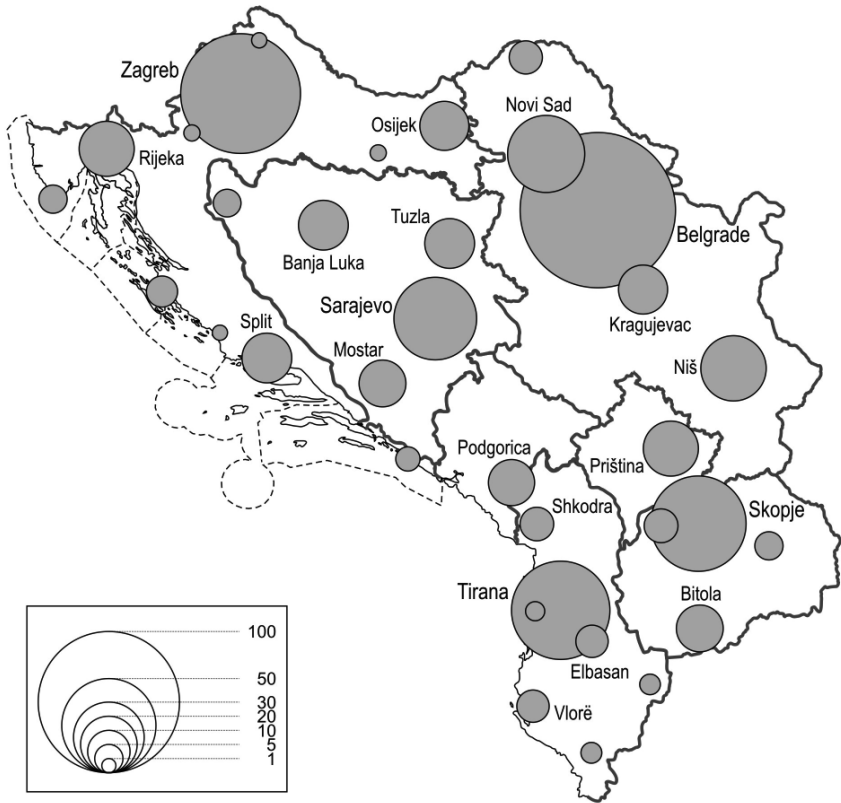 Zagreb
Novi Sad
Osijek
Rijeka
Tuzla
Belgrade
Banja Luka
Sarajevo
Split
Kragujevac
Mostar
Niš
Podgorica
Priština
Shkodra
Skopje
Tirana
Bitola
Elbasan
Vlorë
100
50
30
20
10
5
1